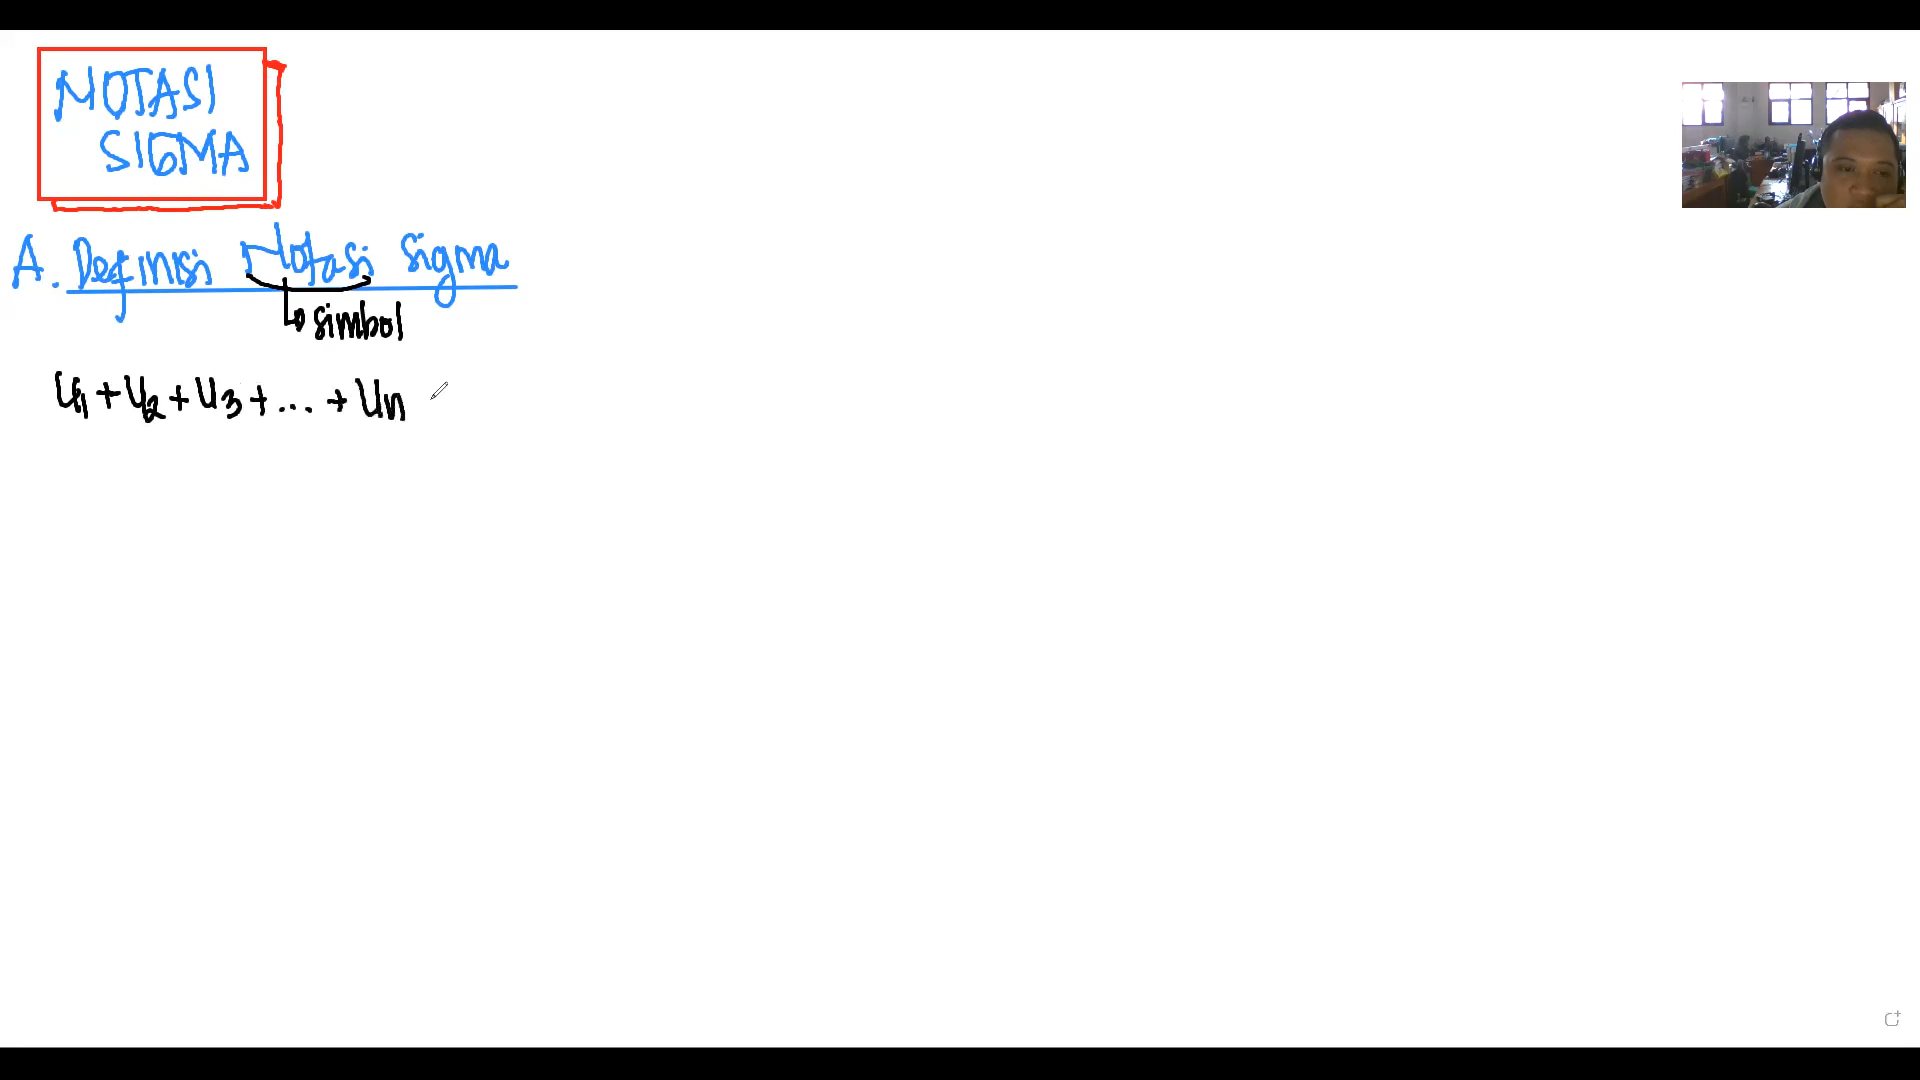 NOTASI
SIGMA
A. Definisi Notasi Sigma
simbol
U1 + U2 + U3 + ... + Un